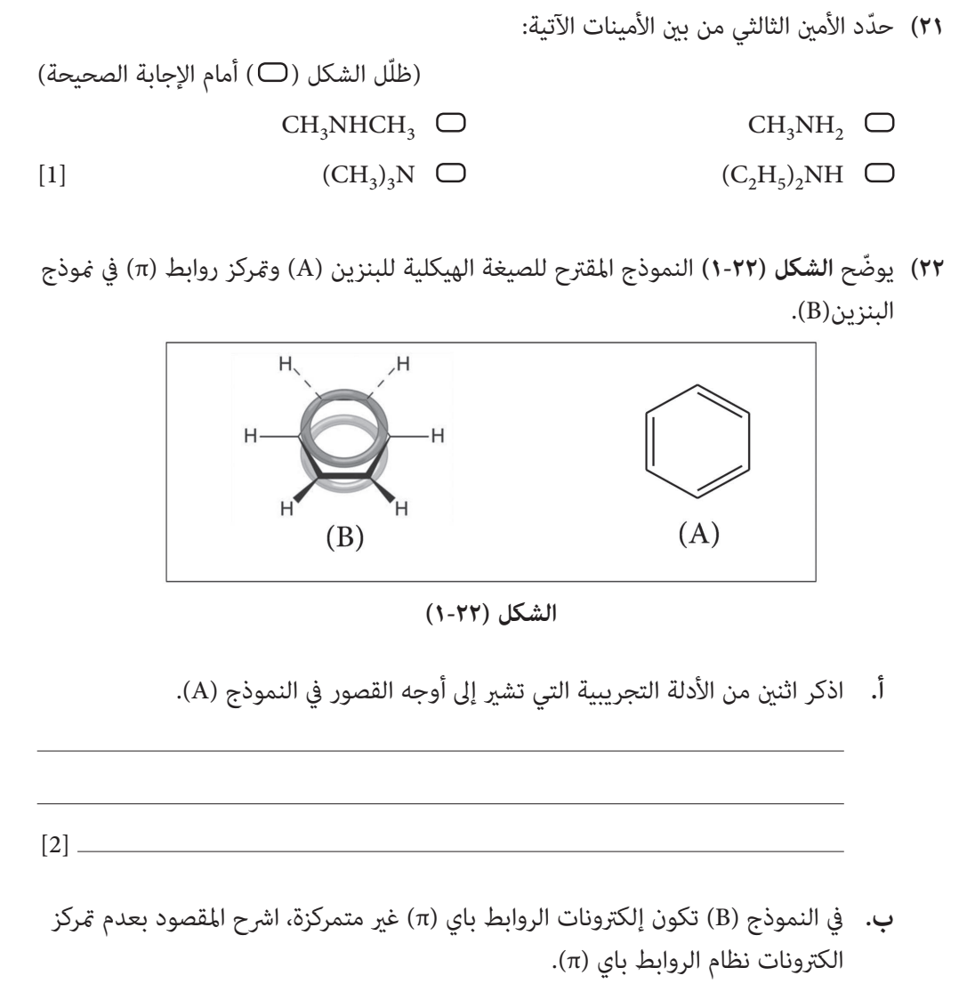 ٢١) حدّد الأمين الثالثي من بين الأمينات الآتية:
(ظلّل الشكل ( ) أمام الإجابة الصحيحة)
CH₃NH₂ CH₃NHCH₃
(C₂H₅)₂NH (CH₃)₃N [1]
٢٢) يوضّح الشكل (٢٢-١) النموذج المقترح للصيغة الهيكلية للبنزين (A) وتمركز روابط (π) في نموذج
البنزين(B).
H H
H H
H H
(B) (A)
الشكل (٢٢-١)
أ. اذكر اثنين من الأدلة التجريبية التي تشير إلى أوجه القصور في النموذج (A).
[2]
ب. في النموذج (B) تكون إلكترونات الروابط باي (π) غير متمركزة، اشرح المقصود بعدم تمركز
الكترونات نظام الروابط باي (π).